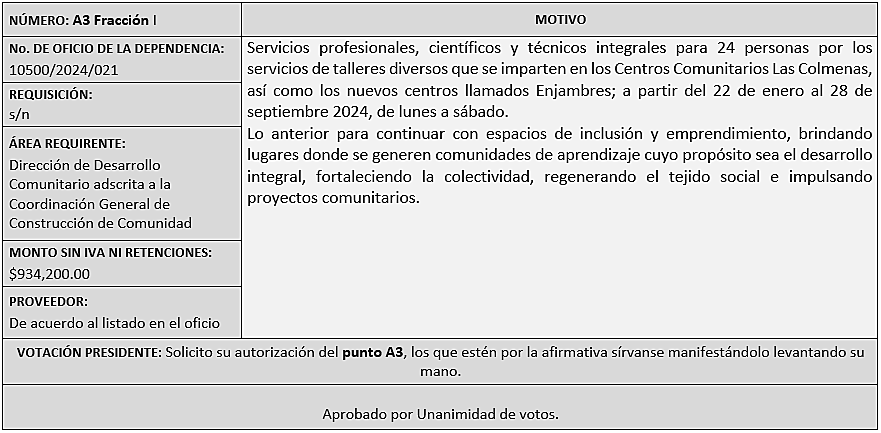 NÚMERO: A3 Fracción I
MOTIVO
No. DE OFICIO DE LA DEPENDENCIA:
10500/2024/021
REQUISICIÓN:
s/n
ÁREA REQUIRENTE:
Dirección de Desarrollo
Comunitario adscrita a la
Coordinación General de
Construcción de Comunidad
MONTO SIN IVA NI RETENCIONES:
$934,200.00
PROVEEDOR:
De acuerdo al listado en el oficio
Servicios profesionales, científicos y técnicos integrales para 24 personas por los
servicios de talleres diversos que se imparten en los Centros Comunitarios Las Colmenas,
así como los nuevos centros llamados Enjambres; a partir del 22 de enero al 28 de
septiembre 2024, de lunes a sábado.
Lo anterior para continuar con espacios de inclusión y emprendimiento, brindando
lugares donde se generen comunidades de aprendizaje cuyo propósito sea el desarrollo
integral, fortaleciendo la colectividad, regenerando el tejido social e impulsando
proyectos comunitarios.
VOTACIÓN PRESIDENTE: Solicito su autorización del punto A3, los que estén por la afirmativa sírvanse manifestándolo levantando su
mano.
Aprobado por Unanimidad de votos.